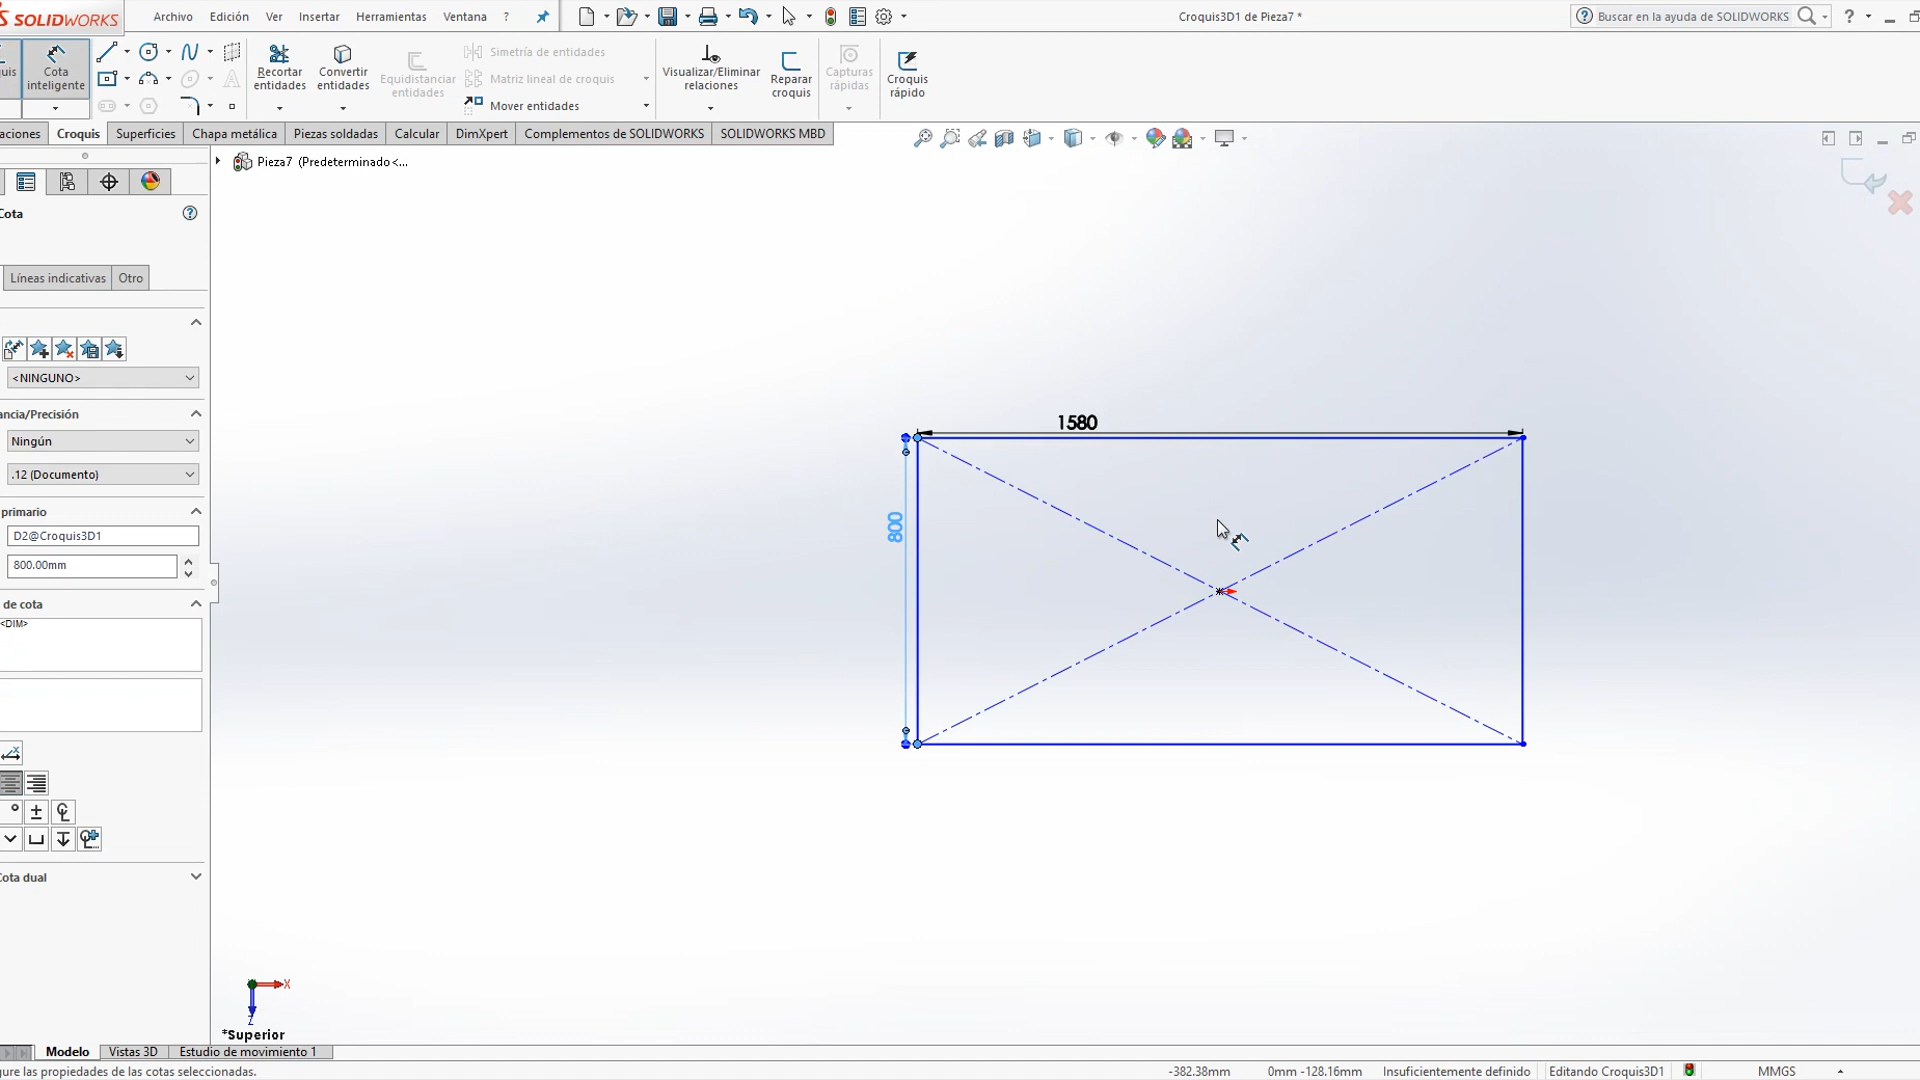 SOLIDWORKS Archivo Edición Ver Insertar Herramientas Ventana ? Croquis3D1 de Pieza7 * Buscar en la ayuda de SOLIDWORKS ?
uis Cota inteligente A Recortar entidades Convertir entidades Equidistanciar entidades Simetría de entidades Visualizar/Eliminar relaciones Reparar croquis Capturas rápidas Croquis rápido
Matriz lineal de croquis
Mover entidades
aciones Croquis Superficies Chapa metálica Piezas soldadas Calcular DimXpert Complementos de SOLIDWORKS SOLIDWORKS MBD
Pieza7 (Predeterminado<...
Cota ?
Líneas indicativas Otro
<NINGUNO>
ancia/Precisión
Ningún
.12 (Documento)
primario
D2@Croquis3D1
800.00mm
de cota
<DIM>
Cota dual
1580
800
X
Z
*Superior
Modelo Vistas 3D Estudio de movimiento 1
gure las propiedades de las cotas seleccionadas. -382.38mm 0mm -128.16mm Insuficientemente definido Editando Croquis3D1 MMGS